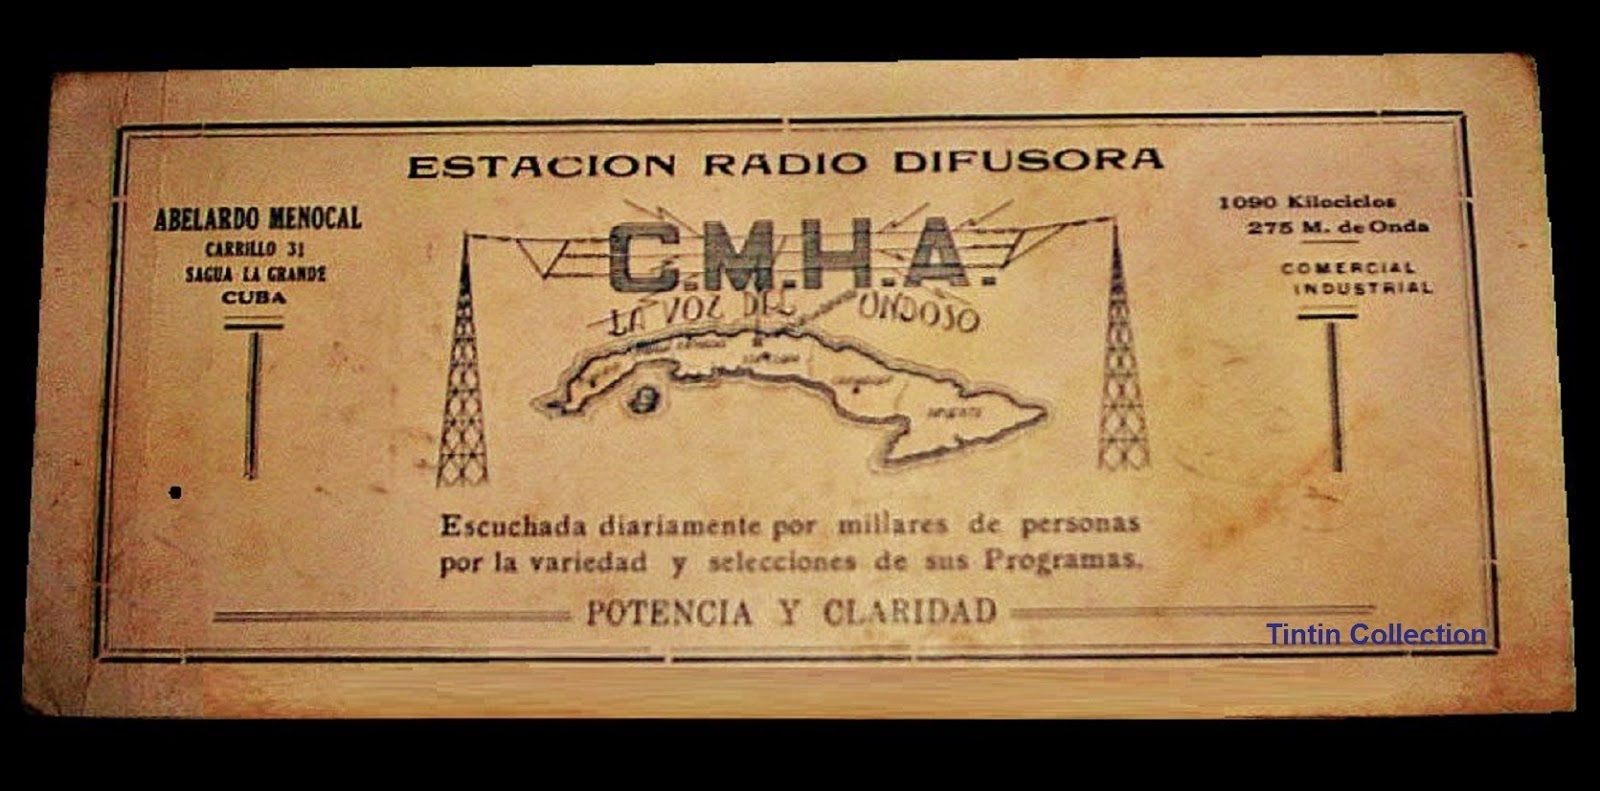 ESTACION RADIO DIFUSORA
ABELARDO MENOCAL
CARRILLO 31
SAGUA LA GRANDE
CUBA
C.M.H.A.
LA VOZ DEL UNDOSO
1090 Kilociclos
275 M. de Onda
COMERCIAL
INDUSTRIAL
Escuchada diariamente por millares de personas
por la variedad y selecciones de sus Programas.
POTENCIA Y CLARIDAD
Tintin Collection